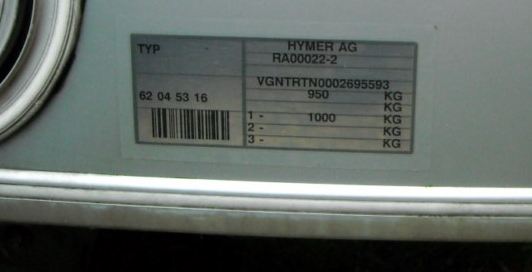 HYMER AG
TYP RA00022-2
VGNTRTN0002695593
950 KG
62 04 53 16 KG
1 - 1000 KG
2 - KG
3 - KG